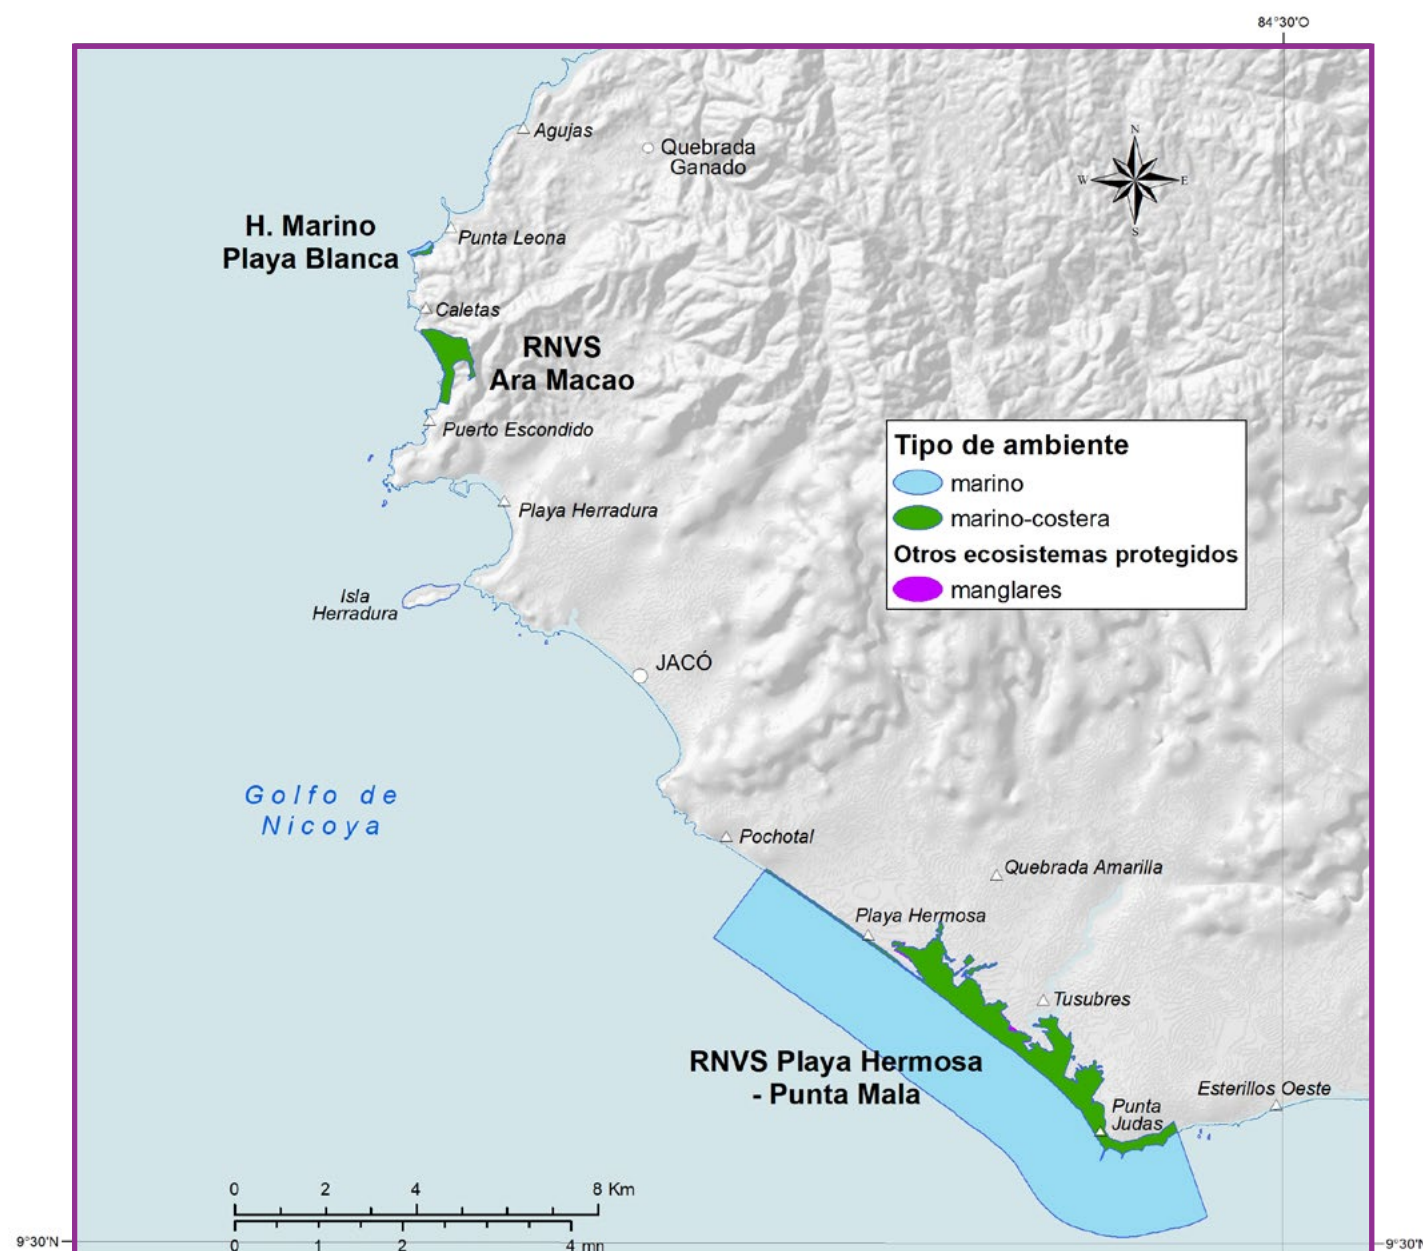 84°30'O
Agujas
Quebrada
Ganado
N
W
E
S
H. Marino
Playa Blanca
Punta Leona
Caletas
RNVS
Ara Macao
Puerto Escondido
Tipo de ambiente
marino
marino-costera
Otros ecosistemas protegidos
manglares
Playa Herradura
Isla
Herradura
JACÓ
Golfo de
Nicoya
Pochotal
Quebrada Amarilla
Playa Hermosa
Tusubres
RNVS Playa Hermosa
- Punta Mala
Esterillos Oeste
Punta
Judas
0 2 4 8 Km
0 1 2 4 mn
9°30'N
9°30'N